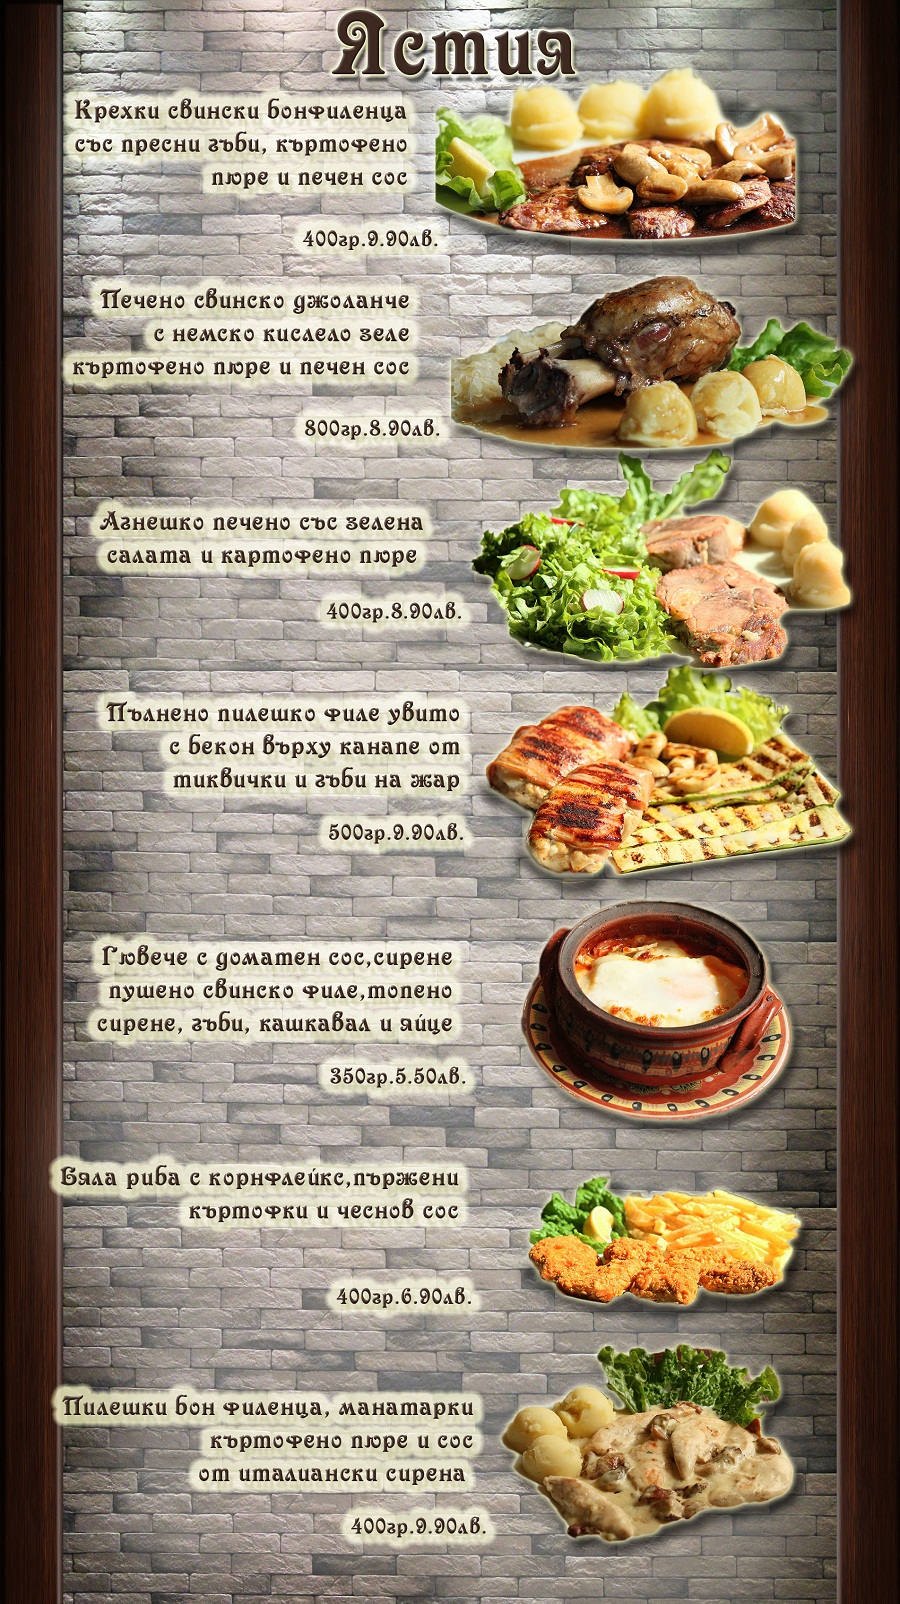 Ястия
Крехки свински бонфиленца
със пресни гъби, къртофено
пюре и печен сос
400гр.9.90лв.
Печено свинско джоланче
с немско кислело зеле
къртофено пюре и печен сос
800гр.8.90лв.
Агнешко печено със зелена
салата и картофено пюре
400гр.8.90лв.
Пълнено пилешко филе увито
с бекон върху канапе от
тиквички и гъби на жар
500гр.9.90лв.
Гювече с доматен сос,сирене
пушено свинско филе,топено
сирене, гъби, кашкавал и яйце
350гр.5.50лв.
Бяла риба с корнфлейкс,пържени
къртофки и чеснов сос
400гр.6.90лв.
Пилешки бон филенца, манатарки
къртофено пюре и сос
от италиански сирена
400гр.9.90лв.